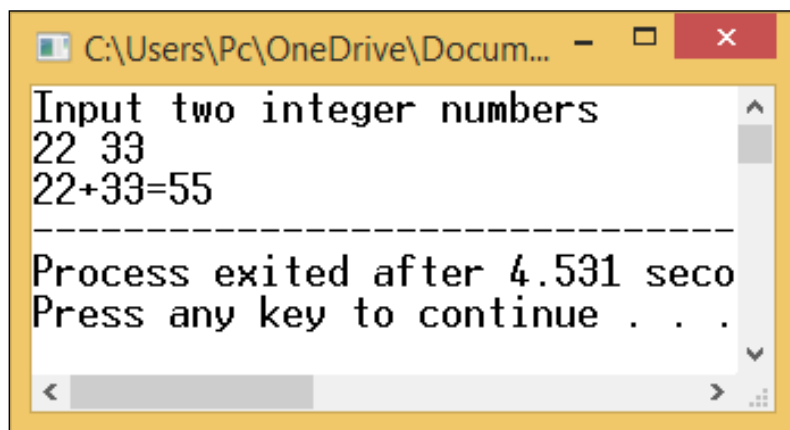 C:\Users\Pc\OneDrive\Docum...
Input two integer numbers
22 33
22+33=55
--------------------------------
Process exited after 4.531 seco
Press any key to continue . . .